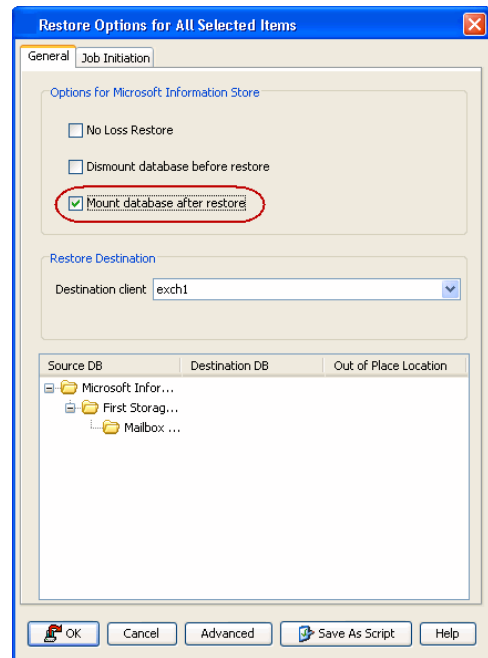 Restore Options for All Selected Items
General Job Initiation
Options for Microsoft Information Store
No Loss Restore
Dismount database before restore
Mount database after restore
Restore Destination
Destination client exch1
Source DB Destination DB Out of Place Location
Microsoft Infor...
First Storag...
Mailbox ...
OK Cancel Advanced Save As Script Help